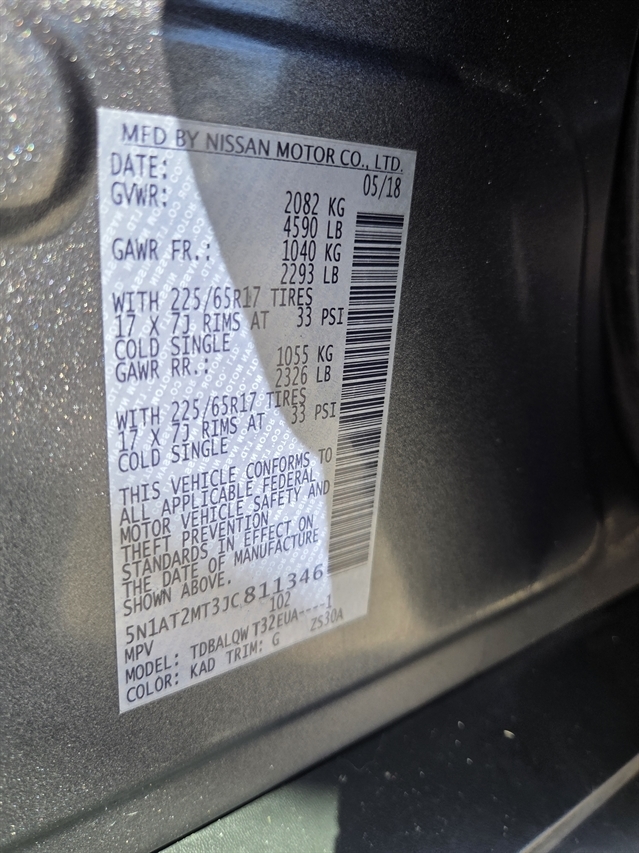 MFD BY NISSAN MOTOR CO., LTD.
DATE: 05/18
GVWR: 2082 KG
4590 LB
GAWR FR.: 1040 KG
2293 LB
WITH 225/65R17 TIRES
17 X 7J RIMS AT 33 PSI
COLD SINGLE
GAWR RR.: 1055 KG
2326 LB
WITH 225/65R17 TIRES
17 X 7J RIMS AT 33 PSI
COLD SINGLE
THIS VEHICLE CONFORMS TO
ALL APPLICABLE FEDERAL
MOTOR VEHICLE SAFETY AND
THEFT PREVENTION
STANDARDS IN EFFECT ON
THE DATE OF MANUFACTURE
SHOWN ABOVE.
5N1AT2MT3JC811346
MPV 102
MODEL: TDBALQWT32EUA----1
COLOR: KAD TRIM: G ZS30A